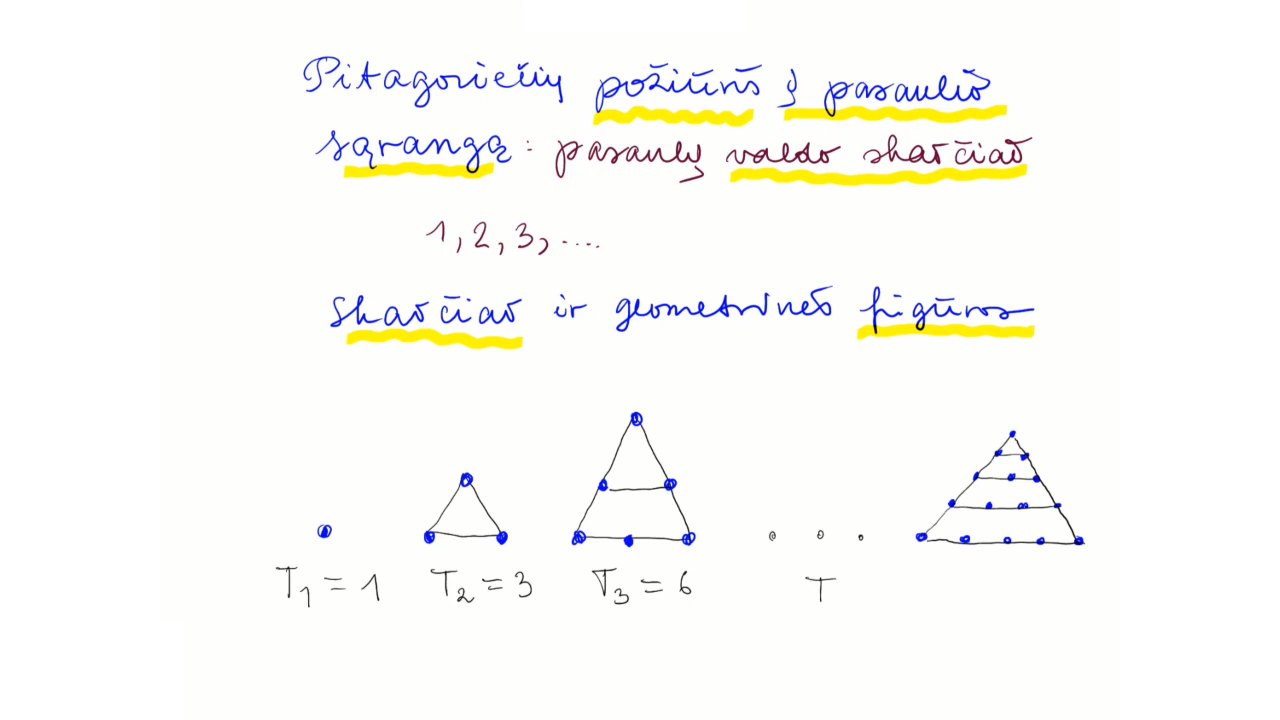 Pitagoriečių požiūris į pasaulio
sąrangą: pasaulį valdo skaičiai
1, 2, 3, ....
Skaičiai ir geometrinės figūros
T₁ = 1 T₂ = 3 T₃ = 6 T